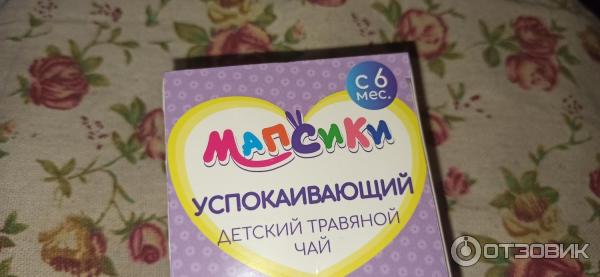 с 6
мес.
МАПСИКИ
УСПОКАИВАЮЩИЙ
ДЕТСКИЙ ТРАВЯНОЙ
ЧАЙ
ОТЗОВИК